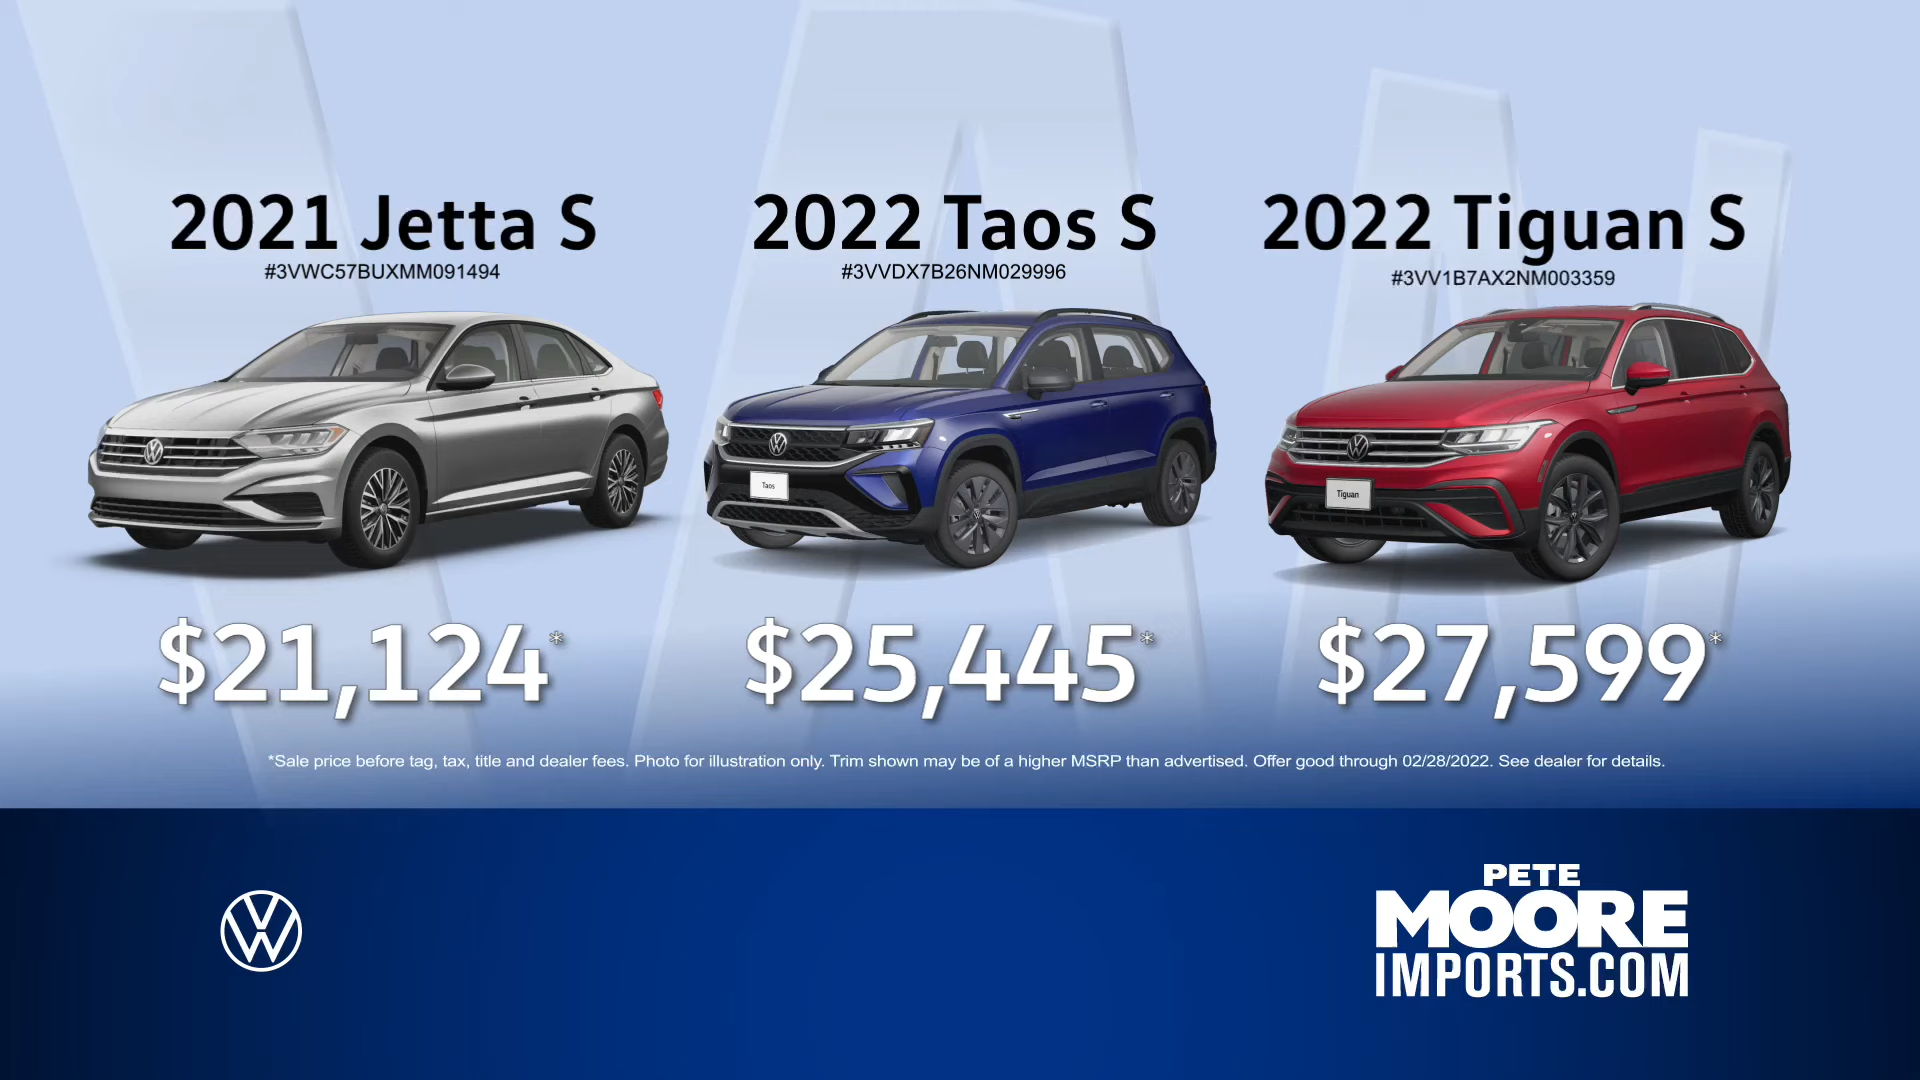 2021 Jetta S
#3VWC57BUXMM091494
2022 Taos S
#3VVDX7B26NM029996
2022 Tiguan S
#3VV1B7AX2NM003359
Taos
Tiguan
$21,124*
$25,445*
$27,599*
*Sale price before tag, tax, title and dealer fees. Photo for illustration only. Trim shown may be of a higher MSRP than advertised. Offer good through 02/28/2022. See dealer for details.
VW
PETE
MOORE
IMPORTS.COM